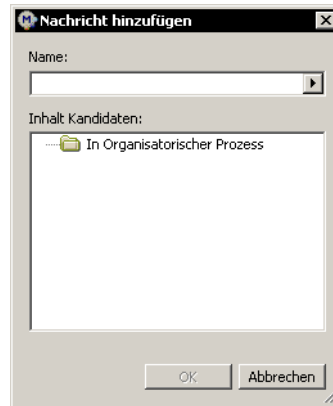 Nachricht hinzufügen
Name:
Inhalt Kandidaten:
In Organisatorischer Prozess
OK
Abbrechen